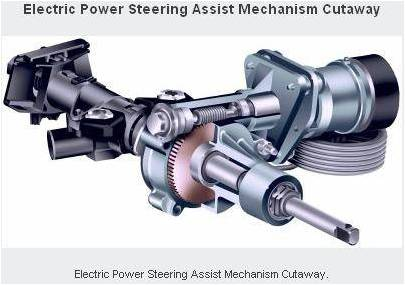 Electric Power Steering Assist Mechanism Cutaway
Electric Power Steering Assist Mechanism Cutaway.